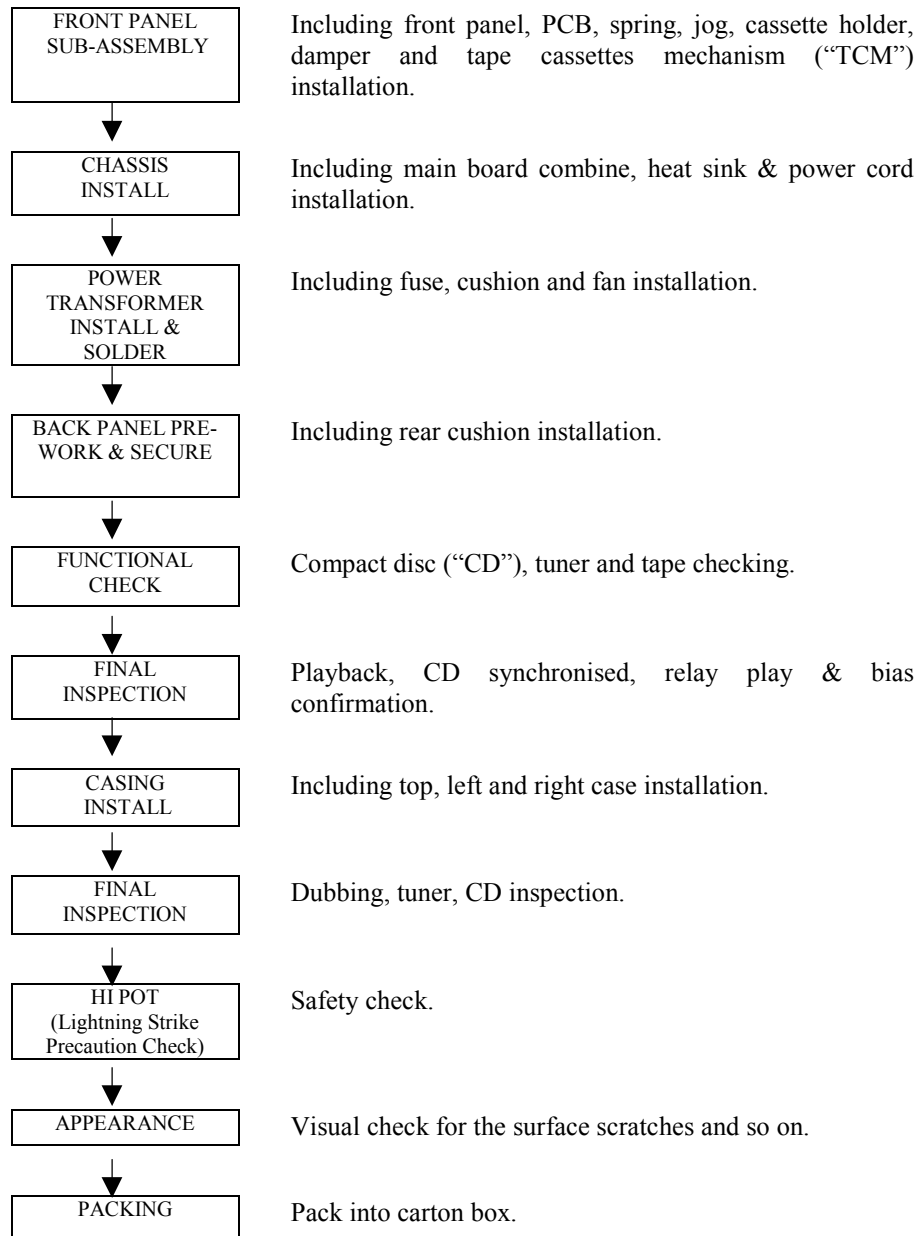 FRONT PANEL
SUB-ASSEMBLY
Including front panel, PCB, spring, jog, cassette holder,
damper and tape cassettes mechanism (“TCM”)
installation.
CHASSIS
INSTALL
Including main board combine, heat sink & power cord
installation.
POWER
TRANSFORMER
INSTALL &
SOLDER
Including fuse, cushion and fan installation.
BACK PANEL PRE-
WORK & SECURE
Including rear cushion installation.
FUNCTIONAL
CHECK
Compact disc (“CD”), tuner and tape checking.
FINAL
INSPECTION
Playback, CD synchronised, relay play & bias
confirmation.
CASING
INSTALL
Including top, left and right case installation.
FINAL
INSPECTION
Dubbing, tuner, CD inspection.
HI POT
(Lightning Strike
Precaution Check)
Safety check.
APPEARANCE
Visual check for the surface scratches and so on.
PACKING
Pack into carton box.